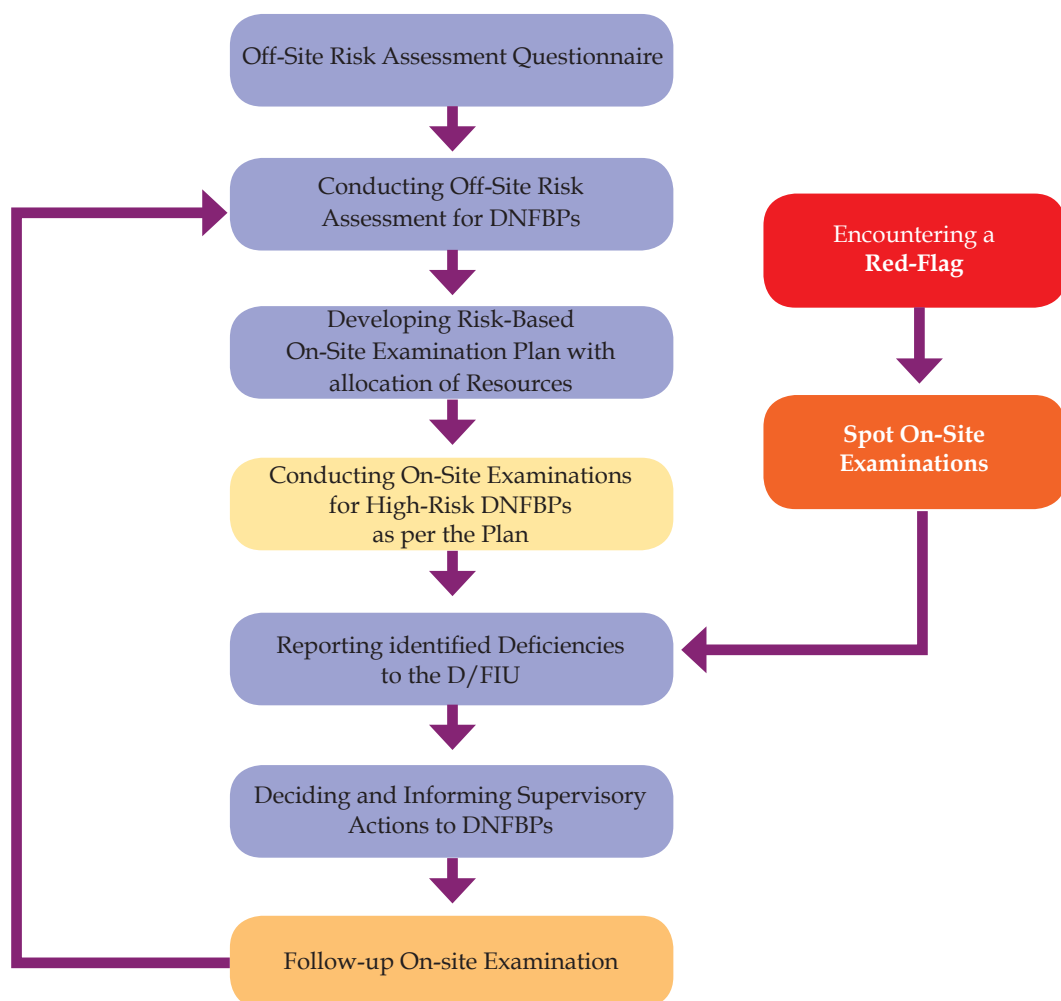 Off-Site Risk Assessment Questionnaire
Conducting Off-Site Risk
Assessment for DNFBPs
Developing Risk-Based
On-Site Examination Plan with
allocation of Resources
Conducting On-Site Examinations
for High-Risk DNFBPs
as per the Plan
Reporting identified Deficiencies
to the D/FIU
Deciding and Informing Supervisory
Actions to DNFBPs
Follow-up On-site Examination
Encountering a
Red-Flag
Spot On-Site
Examinations